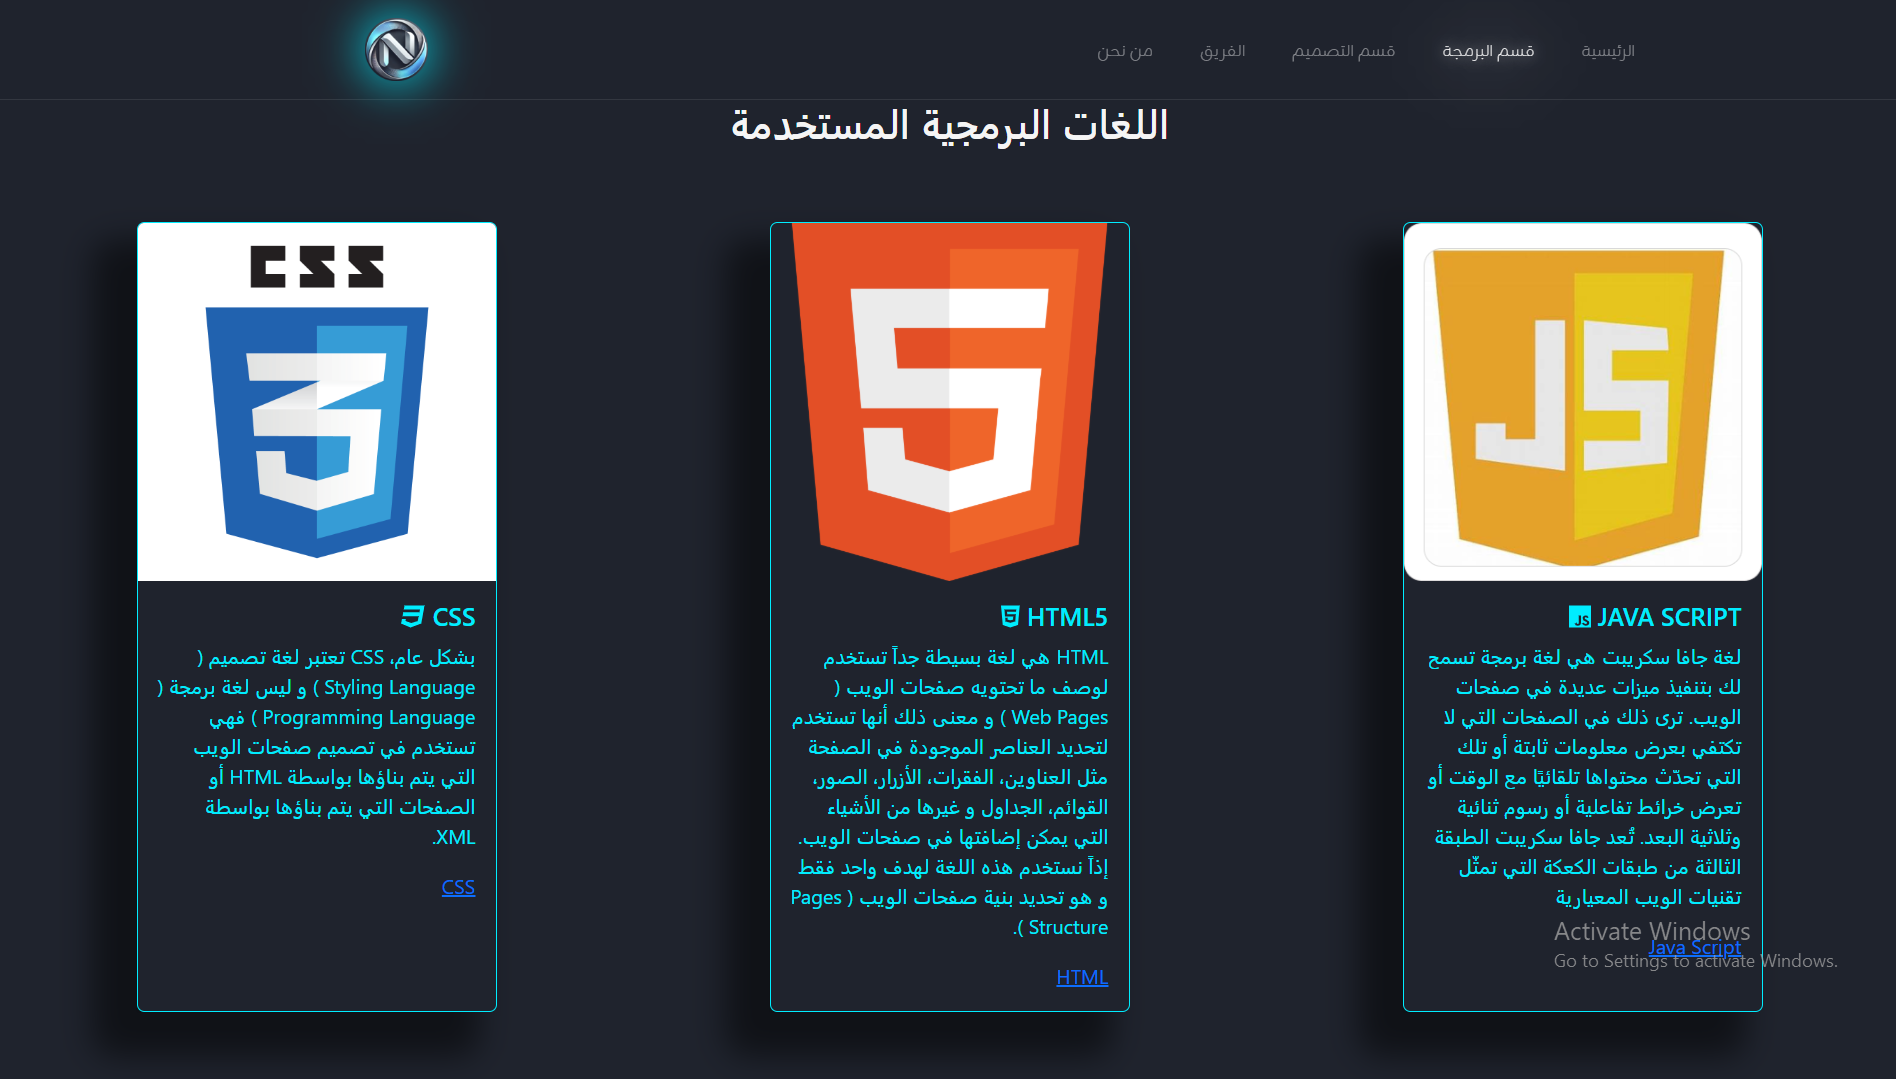 الرئيسية
قسم البرمجة
قسم التصميم
الفريق
من نحن
N
اللغات البرمجية المستخدمة
JS
JAVA SCRIPT
JS
لغة جافا سكريبت هي لغة برمجة تسمح
لك بتنفيذ ميزات عديدة في صفحات
الويب. ترى ذلك في الصفحات التي لا
تكتفي بعرض معلومات ثابتة أو تلك
التي تحدّث محتواها تلقائيًا مع الوقت أو
تعرض خرائط تفاعلية أو رسوم ثنائية
وثلاثية البعد. تُعد جافا سكريبت الطبقة
الثالثة من طبقات الكعكة التي تمثّل
تقنيات الويب المعيارية
Java Script
5
HTML5
5
HTML هي لغة بسيطة جداً تستخدم
لوصف ما تحتويه صفحات الويب (
Web Pages ) و معنى ذلك أنها تستخدم
لتحديد العناصر الموجودة في الصفحة
مثل العناوين، الفقرات، الأزرار، الصور،
القوائم، الجداول و غيرها من الأشياء
التي يمكن إضافتها في صفحات الويب.
إذاً نستخدم هذه اللغة لهدف واحد فقط
و هو تحديد بنية صفحات الويب ( Pages
Structure ).
HTML
CSS
3
CSS
3
بشكل عام، CSS تعتبر لغة تصميم (
Styling Language ) و ليس لغة برمجة (
Programming Language ) فهي
تستخدم في تصميم صفحات الويب
التي يتم بناؤها بواسطة HTML أو
الصفحات التي يتم بناؤها بواسطة
XML.
CSS
Activate Windows
Go to Settings to activate Windows.